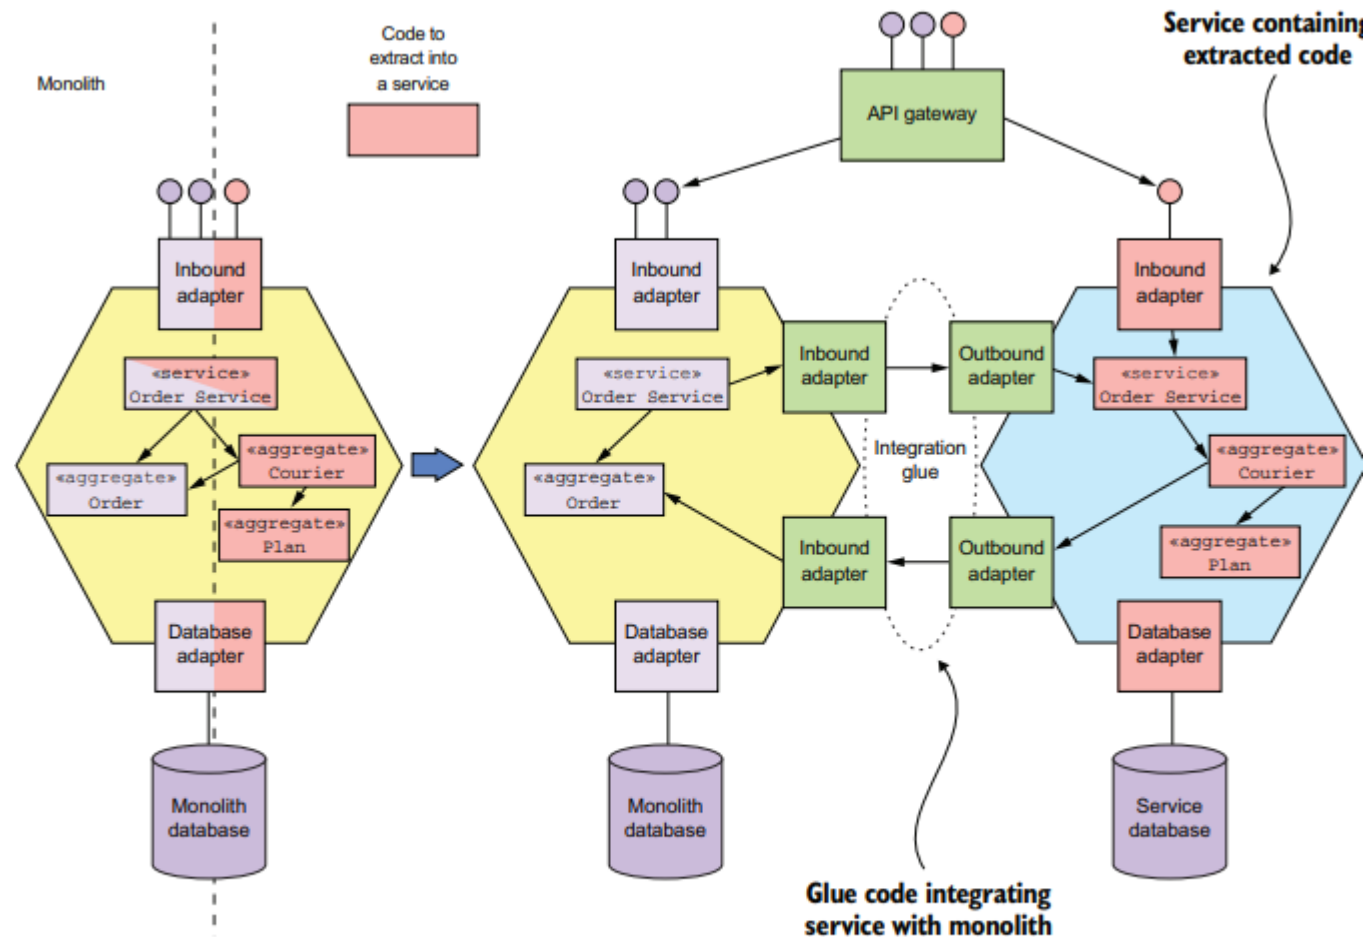 Monolith
Code to
extract into
a service
Inbound
adapter
«service»
Order Service
«aggregate»
Courier
«aggregate»
Order
«aggregate»
Plan
Database
adapter
Monolith
database
API gateway
Service containing
extracted code
Inbound
adapter
«service»
Order Service
«aggregate»
Order
Inbound
adapter
Outbound
adapter
Integration
glue
Inbound
adapter
Outbound
adapter
Database
adapter
Monolith
database
Inbound
adapter
«service»
Order Service
«aggregate»
Courier
«aggregate»
Plan
Database
adapter
Service
database
Glue code integrating
service with monolith